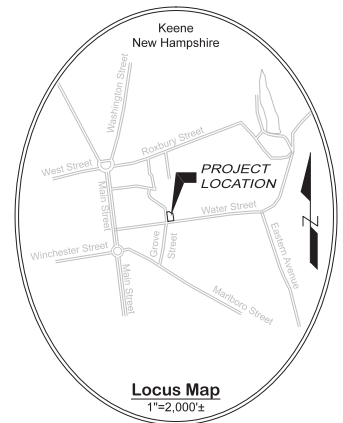 Keene
New Hampshire
Washington Street
Roxbury Street
West Street
PROJECT
LOCATION
Main Street
Water Street
Grove
Street
Winchester Street
Eastern Avenue
Main Street
Marlboro Street
N
Locus Map
1"=2,000'±